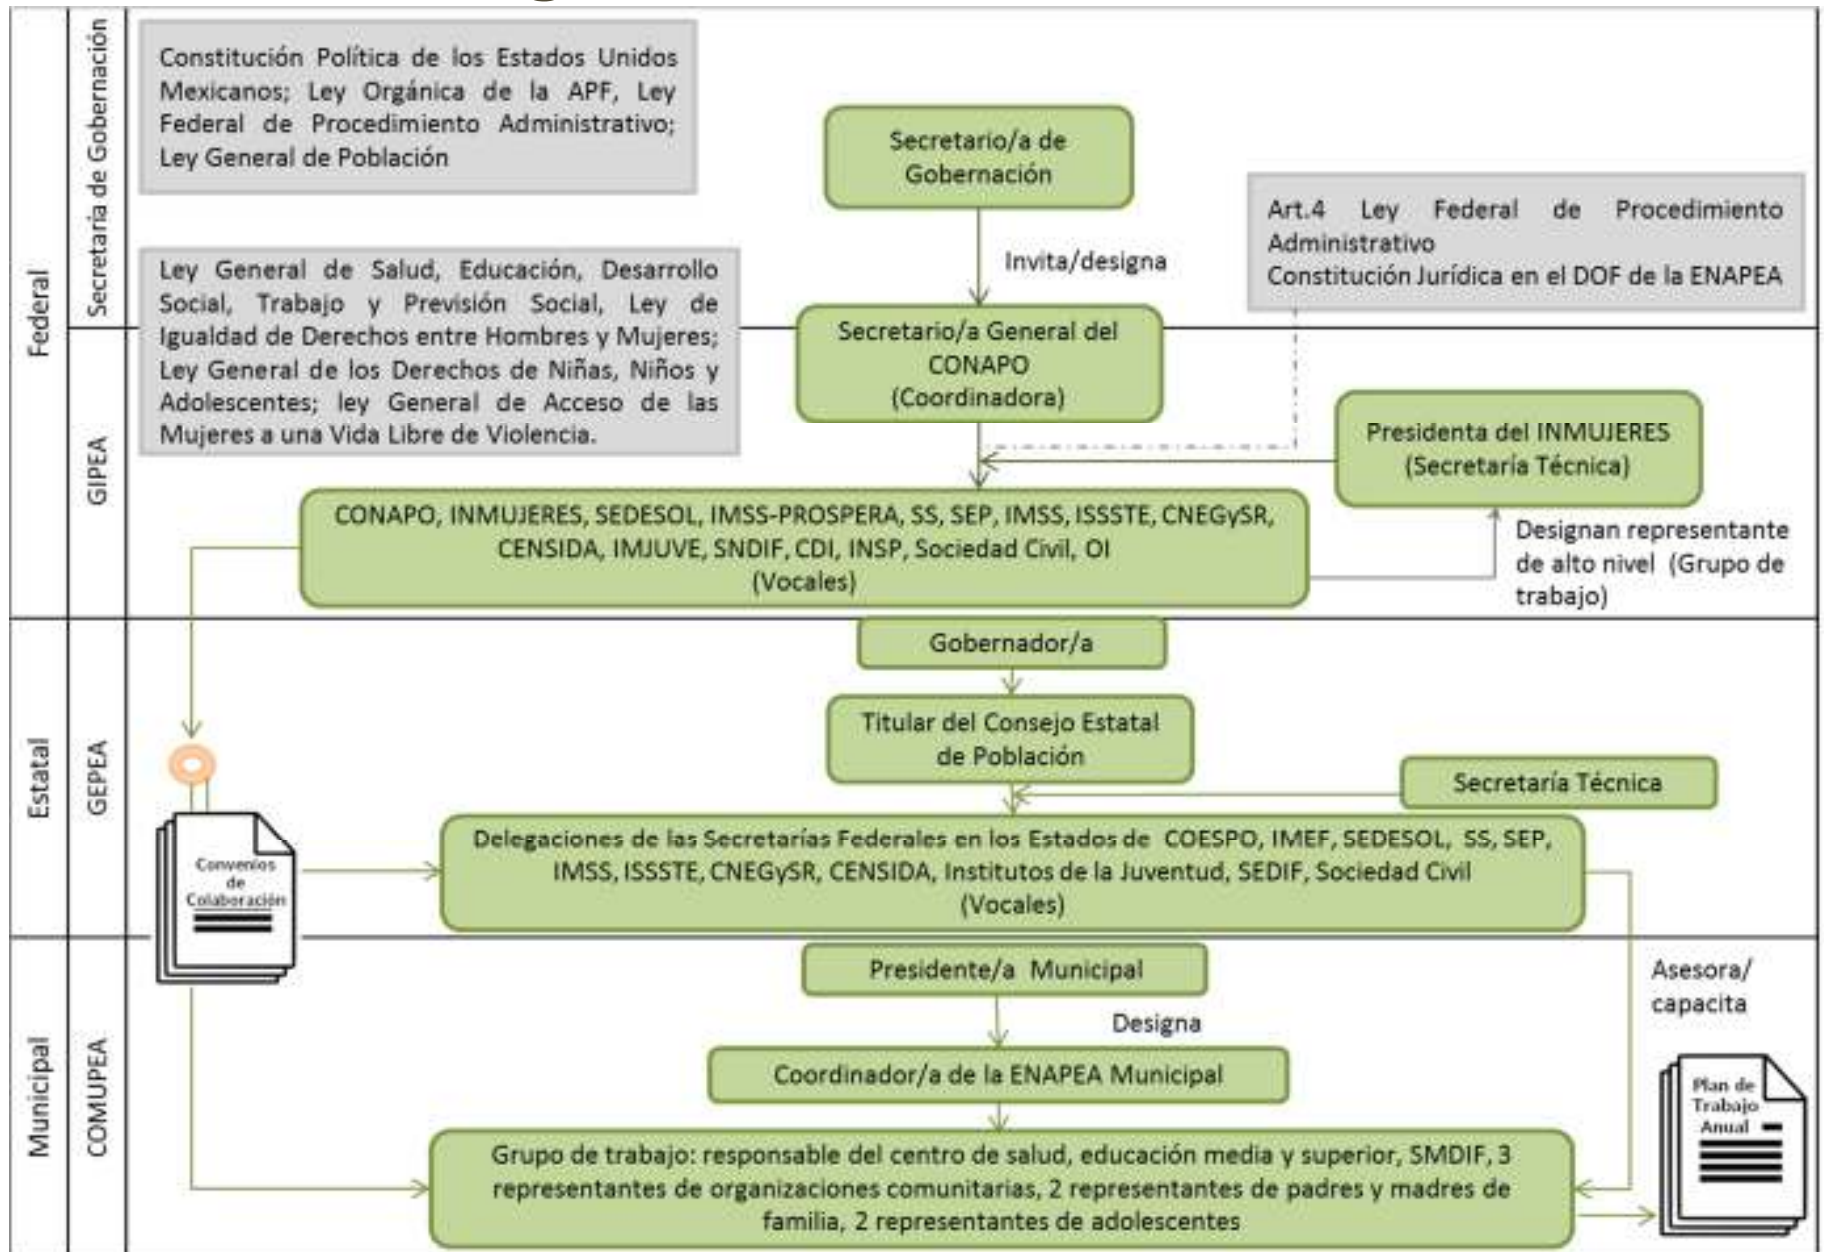 Federal
Secretaría de Gobernación
Constitución Política de los Estados Unidos
Mexicanos; Ley Orgánica de la APF, Ley
Federal de Procedimiento Administrativo;
Ley General de Población
Secretario/a de
Gobernación
Invita/designa
Art.4 Ley Federal de Procedimiento
Administrativo
Constitución Jurídica en el DOF de la ENAPEA
Ley General de Salud, Educación, Desarrollo
Social, Trabajo y Previsión Social, Ley de
Igualdad de Derechos entre Hombres y Mujeres;
Ley General de los Derechos de Niñas, Niños y
Adolescentes; ley General de Acceso de las
Mujeres a una Vida Libre de Violencia.
Secretario/a General del
CONAPO
(Coordinadora)
GIPEA
Presidenta del INMUJERES
(Secretaría Técnica)
CONAPO, INMUJERES, SEDESOL, IMSS-PROSPERA, SS, SEP, IMSS, ISSSTE, CNEGySR,
CENSIDA, IMJUVE, SNDIF, CDI, INSP, Sociedad Civil, OI
(Vocales)
Designan representante
de alto nivel (Grupo de
trabajo)
Estatal
GEPEA
Gobernador/a
Titular del Consejo Estatal
de Población
Secretaría Técnica
Convenios
de
Colaboración
Delegaciones de las Secretarías Federales en los Estados de COESPO, IMEF, SEDESOL, SS, SEP,
IMSS, ISSSTE, CNEGySR, CENSIDA, Institutos de la Juventud, SEDIF, Sociedad Civil
(Vocales)
Municipal
COMUPEA
Presidente/a Municipal
Designa
Asesora/
capacita
Coordinador/a de la ENAPEA Municipal
Plan de
Trabajo
Anual
Grupo de trabajo: responsable del centro de salud, educación media y superior, SMDIF, 3
representantes de organizaciones comunitarias, 2 representantes de padres y madres de
familia, 2 representantes de adolescentes